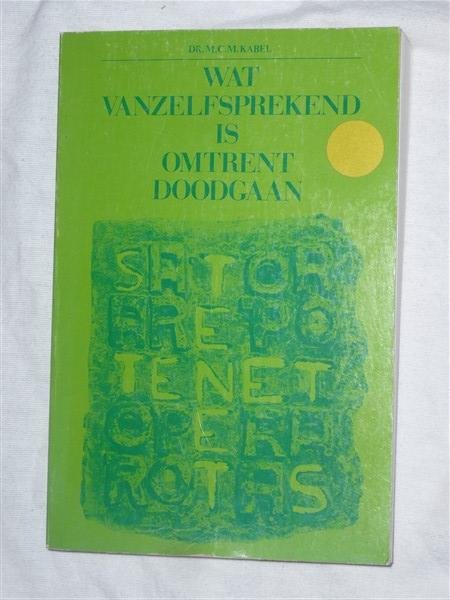 DR. M.C.M. KABEL
WAT
VANZELFSPREKEND
IS
OMTRENT
DOODGAAN
SATOR
AREPO
TENET
OPERA
ROTAS